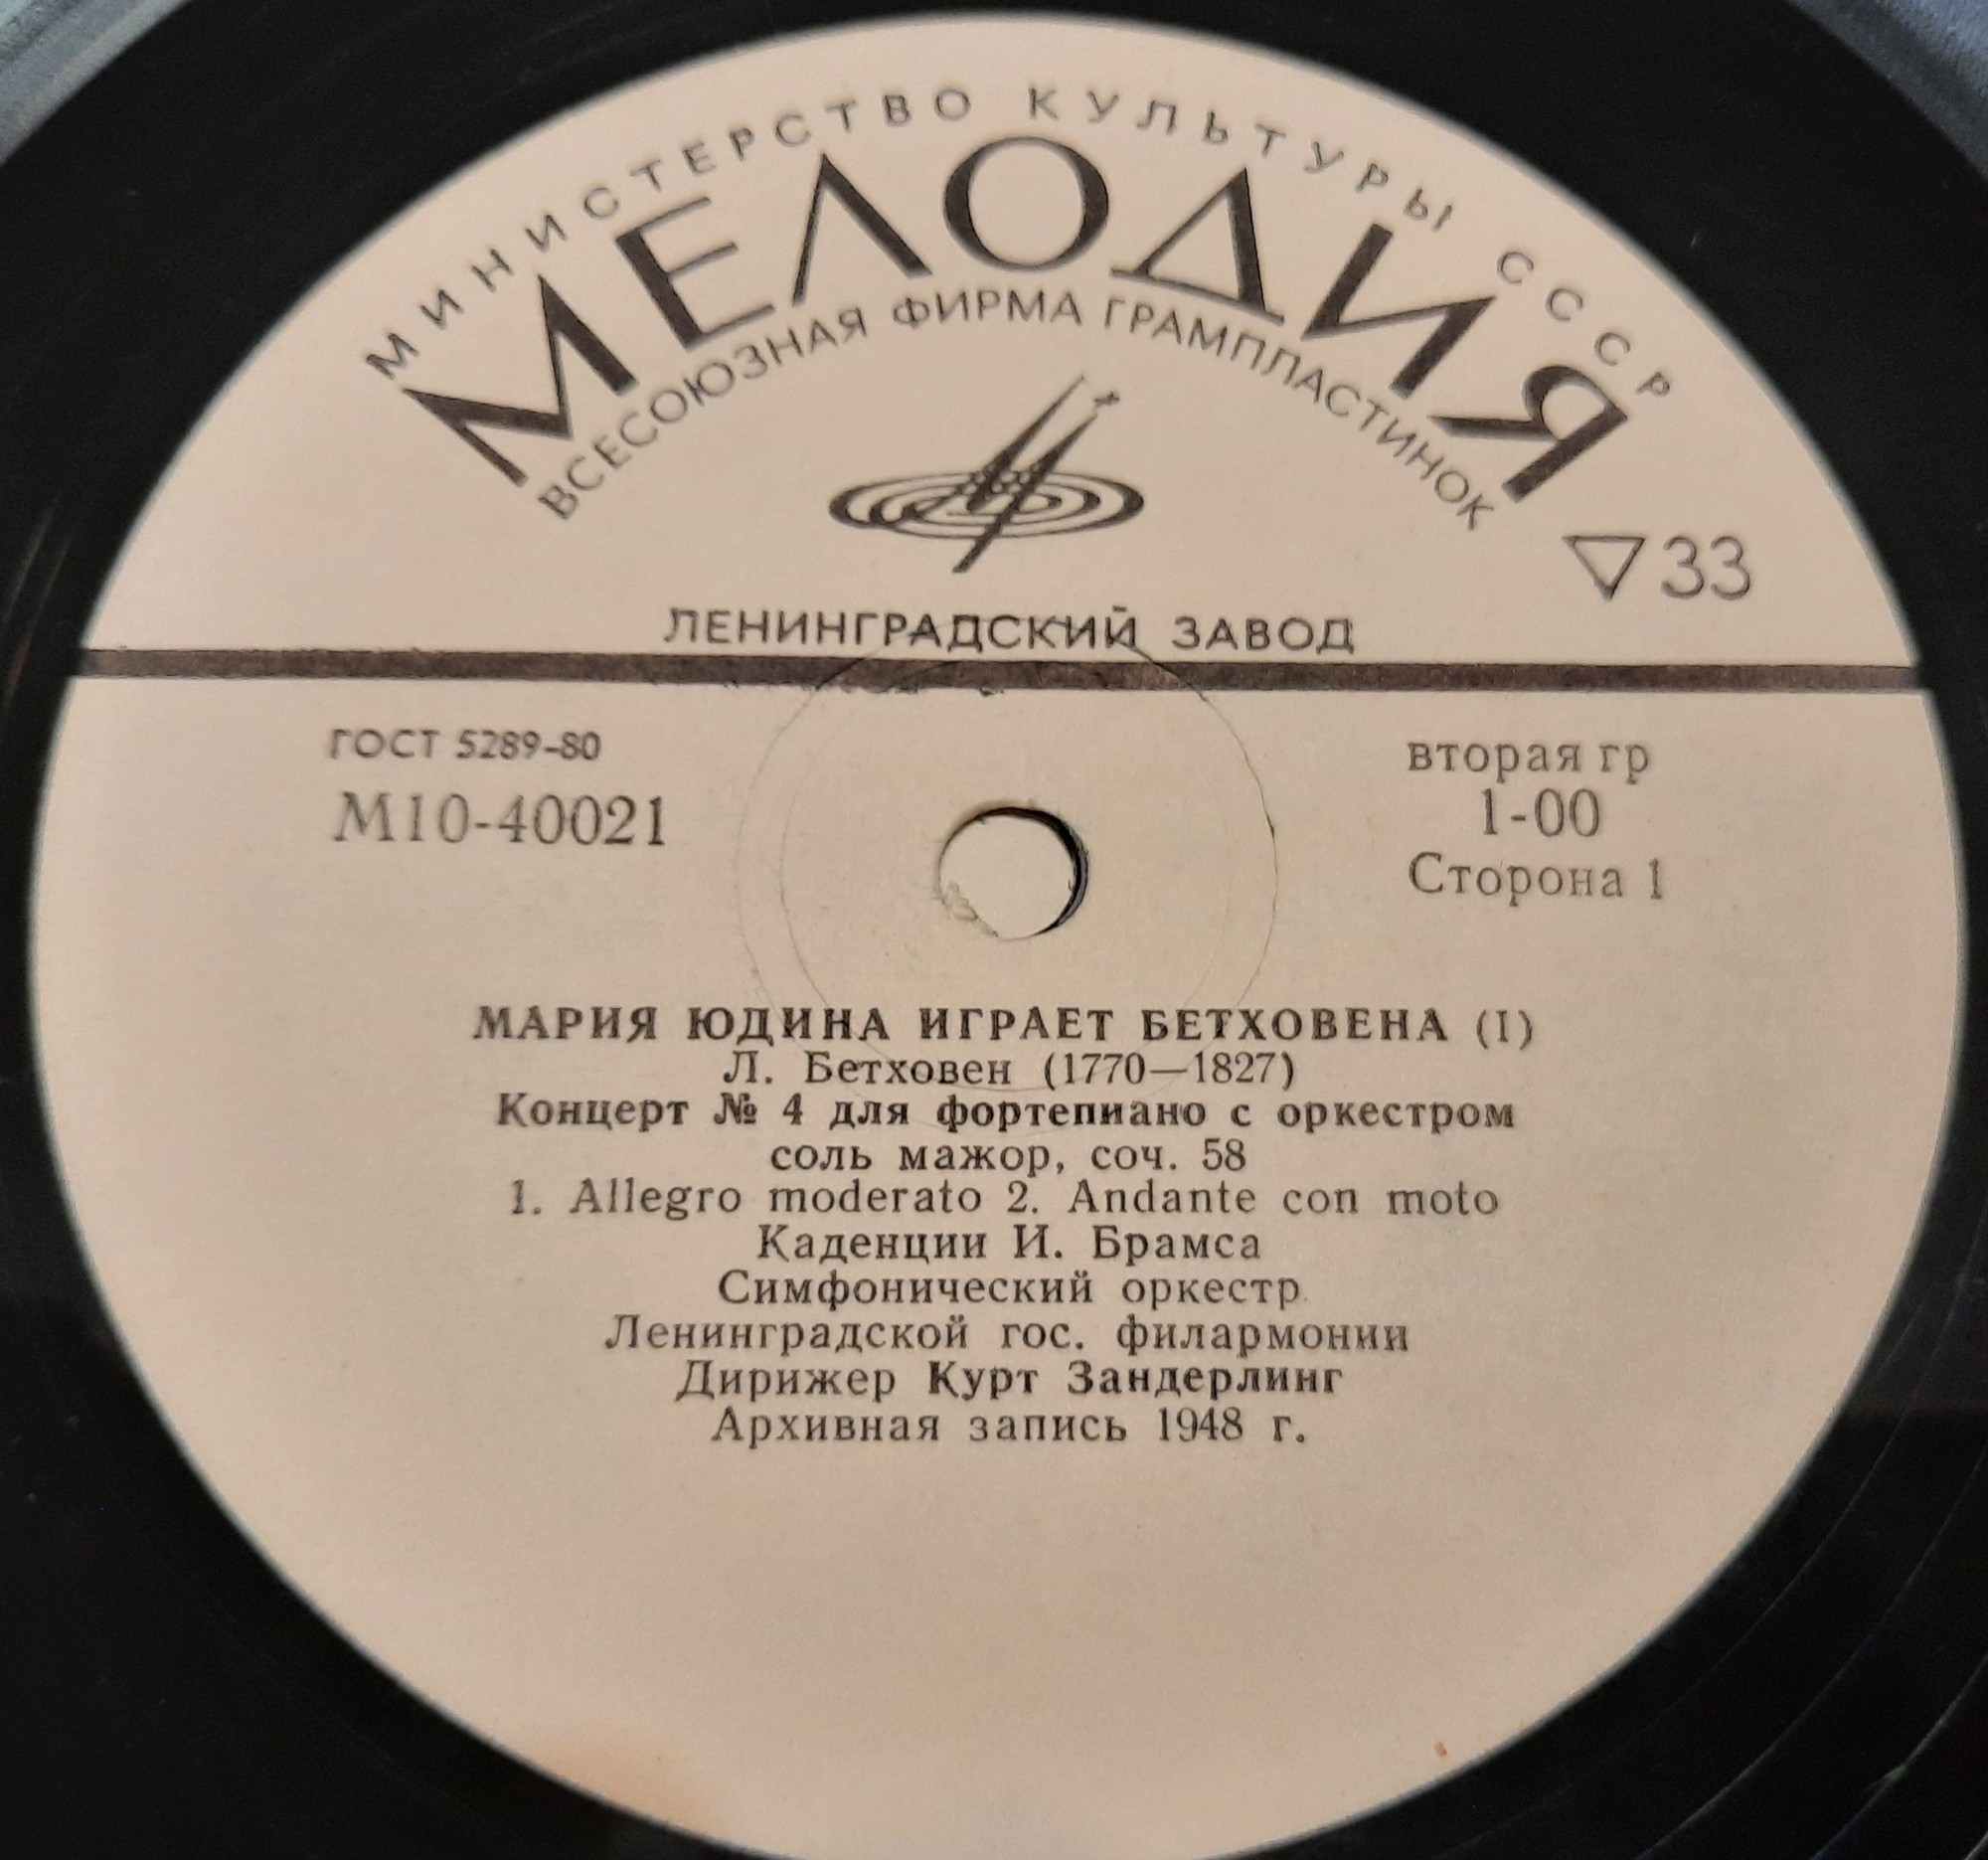 МИНИСТЕРСТВО КУЛЬТУРЫ СССР
МЕЛОДИЯ
ВСЕСОЮЗНАЯ ФИРМА ГРАМПЛАСТИНОК
33
ЛЕНИНГРАДСКИЙ ЗАВОД
ГОСТ 5289-80
М10-40021
вторая гр
1-00
Сторона 1
МАРИЯ ЮДИНА ИГРАЕТ БЕТХОВЕНА (I)
Л. Бетховен (1770—1827)
Концерт № 4 для фортепиано с оркестром
соль мажор, соч. 58
1. Allegro moderato 2. Andante con moto
Каденции И. Брамса
Симфонический оркестр
Ленинградской гос. филармонии
Дирижер Курт Зандерлинг
Архивная запись 1948 г.